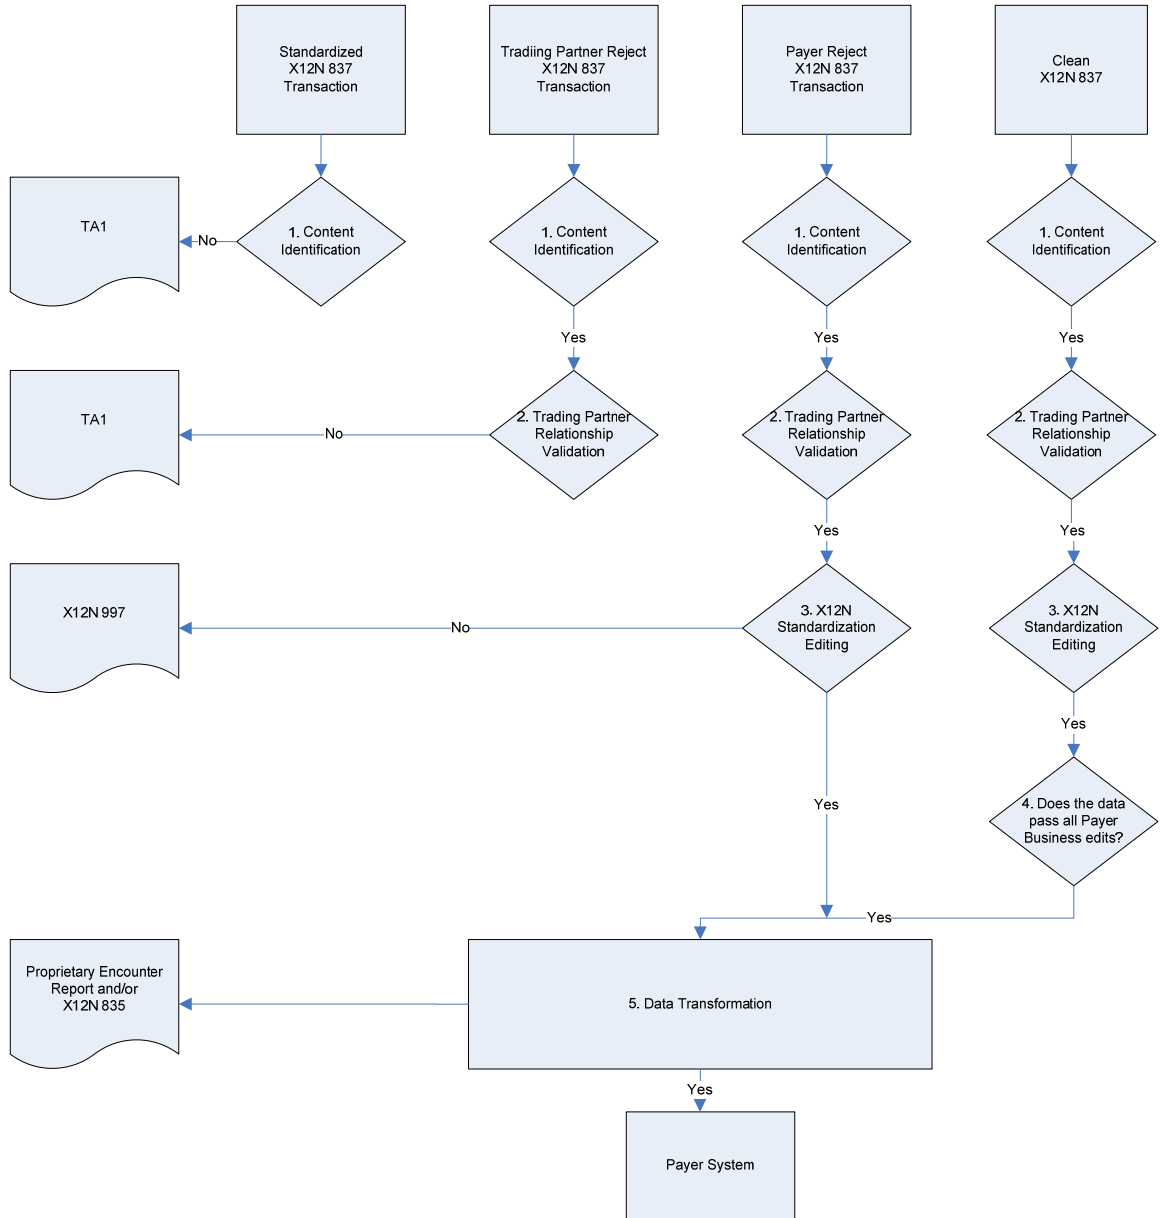 Standardized
X12N 837
Transaction
Tradiing Partner Reject
X12N 837
Transaction
Payer Reject
X12N 837
Transaction
Clean
X12N 837
TA1
No
1. Content
Identification
1. Content
Identification
1. Content
Identification
1. Content
Identification
Yes
Yes
Yes
TA1
No
2. Trading Partner
Relationship
Validation
2. Trading Partner
Relationship
Validation
2. Trading Partner
Relationship
Validation
Yes
Yes
X12N 997
No
3. X12N
Standardization
Editing
3. X12N
Standardization
Editing
Yes
Yes
4. Does the data
pass all Payer
Business edits?
Yes
Proprietary Encounter
Report and/or
X12N 835
5. Data Transformation
Yes
Payer System